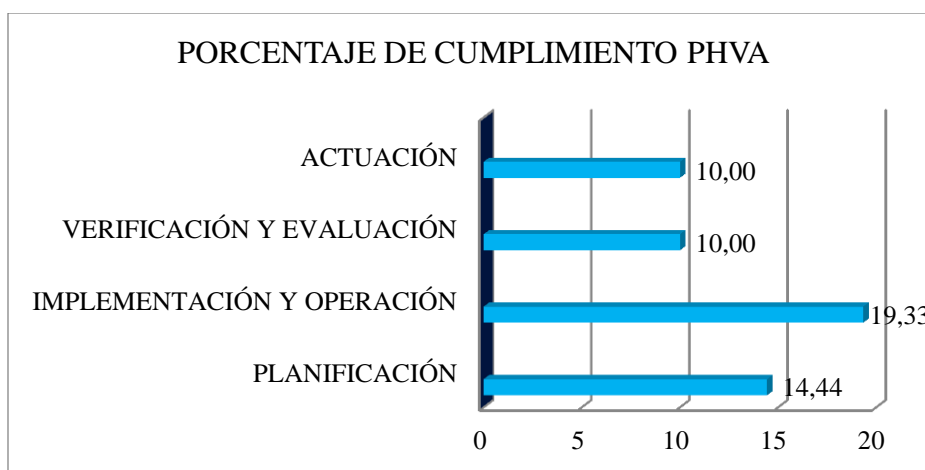 PORCENTAJE DE CUMPLIMIENTO PHVA
ACTUACIÓN
10,00
VERIFICACIÓN Y EVALUACIÓN
10,00
IMPLEMENTACIÓN Y OPERACIÓN
19,33
PLANIFICACIÓN
14,44
0 5 10 15 20